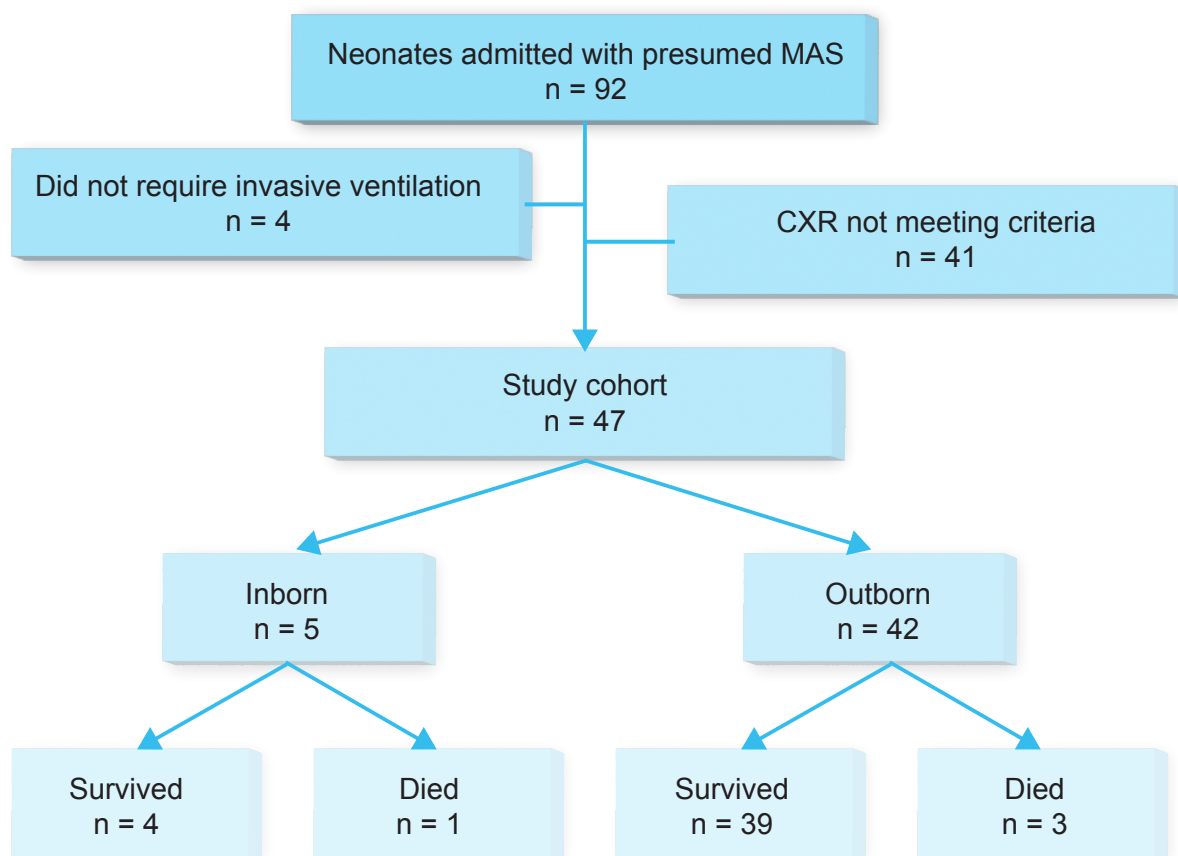 Neonates admitted with presumed MAS
n = 92
Did not require invasive ventilation
n = 4
CXR not meeting criteria
n = 41
Study cohort
n = 47
Inborn
n = 5
Outborn
n = 42
Survived
n = 4
Died
n = 1
Survived
n = 39
Died
n = 3